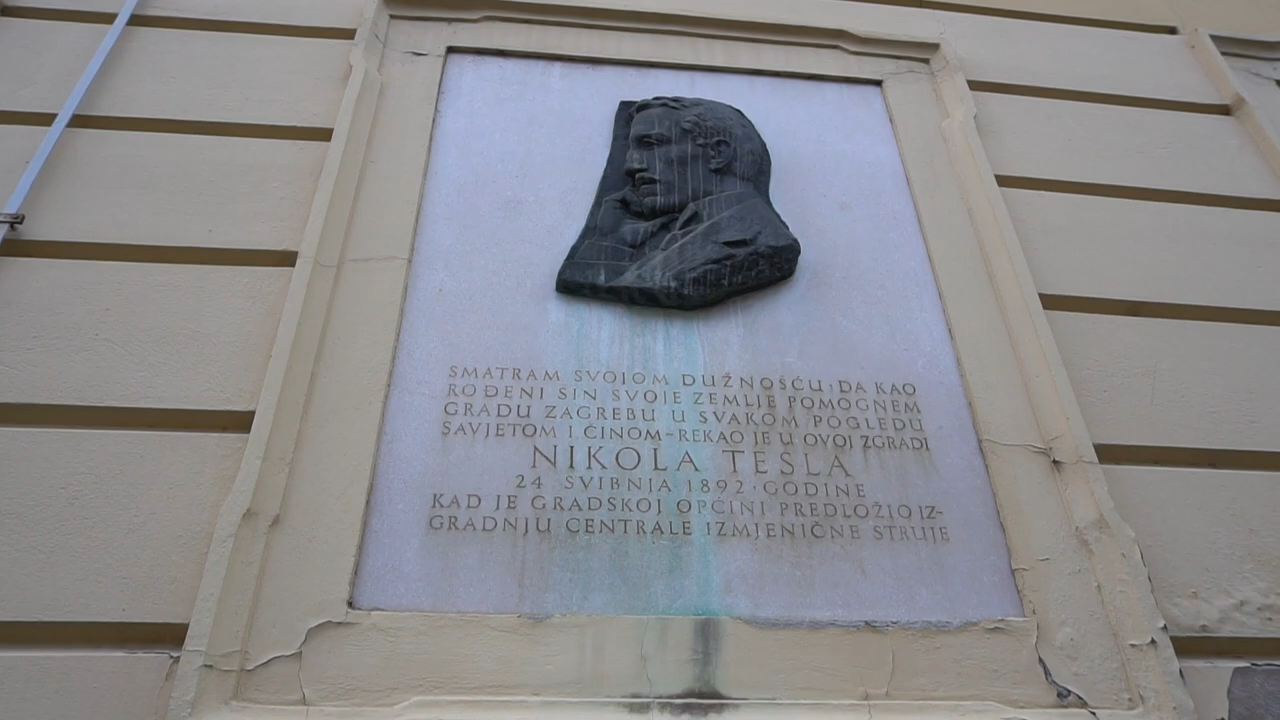 SMATRAM SVOJOM DUŽNOŠĆU, DA KAO
ROĐENI SIN SVOJE ZEMLJE POMOGNEM
GRADU ZAGREBU U SVAKOM POGLEDU
SAVJETOM I ČINOM-REKAO JE U OVOJ ZGRADI
NIKOLA TESLA
24 SVIBNJA 1892·GODINE
KAD JE GRADSKOJ OPĆINI PREDLOŽIO IZ-
GRADNJU CENTRALE IZMJENIČNE STRUJE